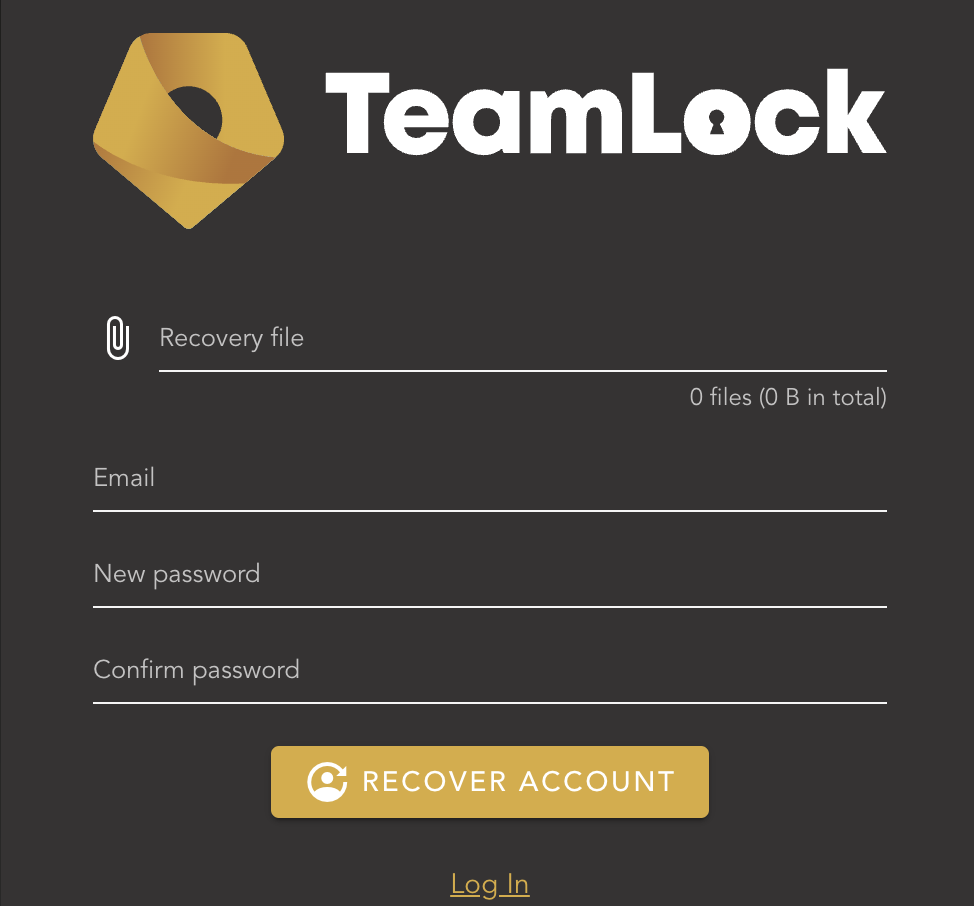 TeamLock
Recovery file
0 files (0 B in total)
Email
New password
Confirm password
RECOVER ACCOUNT
Log In